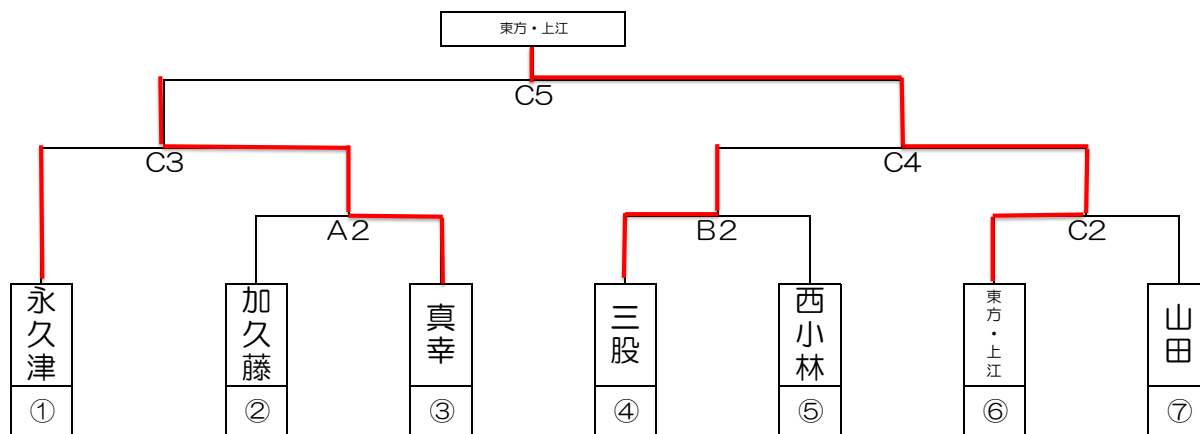 東方・上江
C5
C3
C4
A2
B2
C2
永久津
加久藤
真幸
三股
西小林
東方・上江
山田
①
②
③
④
⑤
⑥
⑦